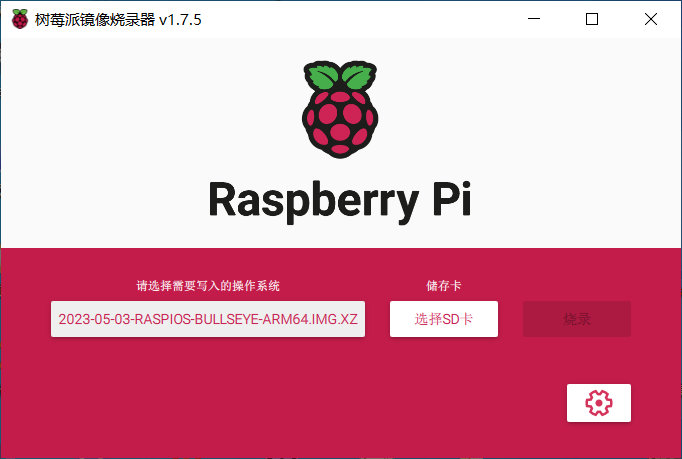 树莓派镜像烧录器 v1.7.5
Raspberry Pi
请选择需要写入的操作系统
储存卡
2023-05-03-RASPIOS-BULLSEYE-ARM64.IMG.XZ
选择SD卡
烧录